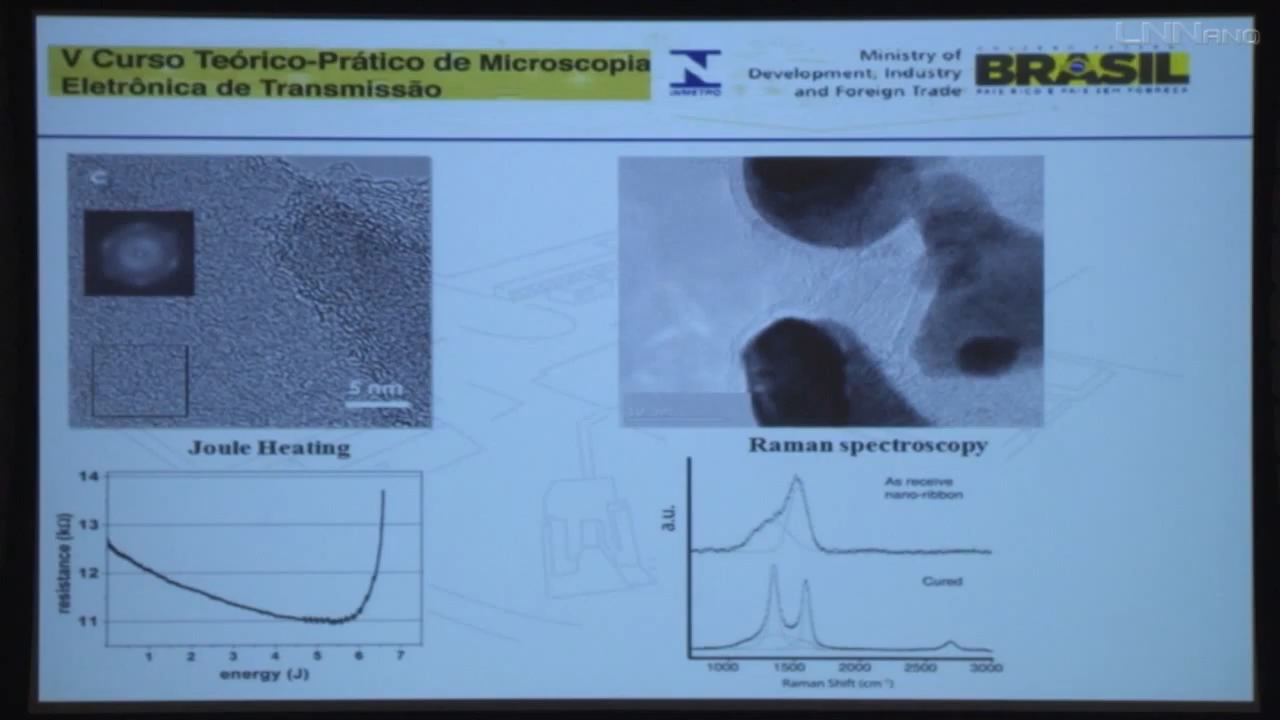 LNNano
V Curso Teórico-Prático de Microscopia
Eletrônica de Transmissão
INMETRO
Ministry of
Development, Industry
and Foreign Trade
BRASIL
PAÍS RICO É PAÍS SEM POBREZA
C
5 nm
Joule Heating
Raman spectroscopy
14
13
12
11
resistance (kΩ)
1 2 3 4 5 6 7
energy (J)
a.u.
As receive
nano-ribbon
Cured
1000 1500 2000 2500 3000
Raman Shift (cm⁻¹)